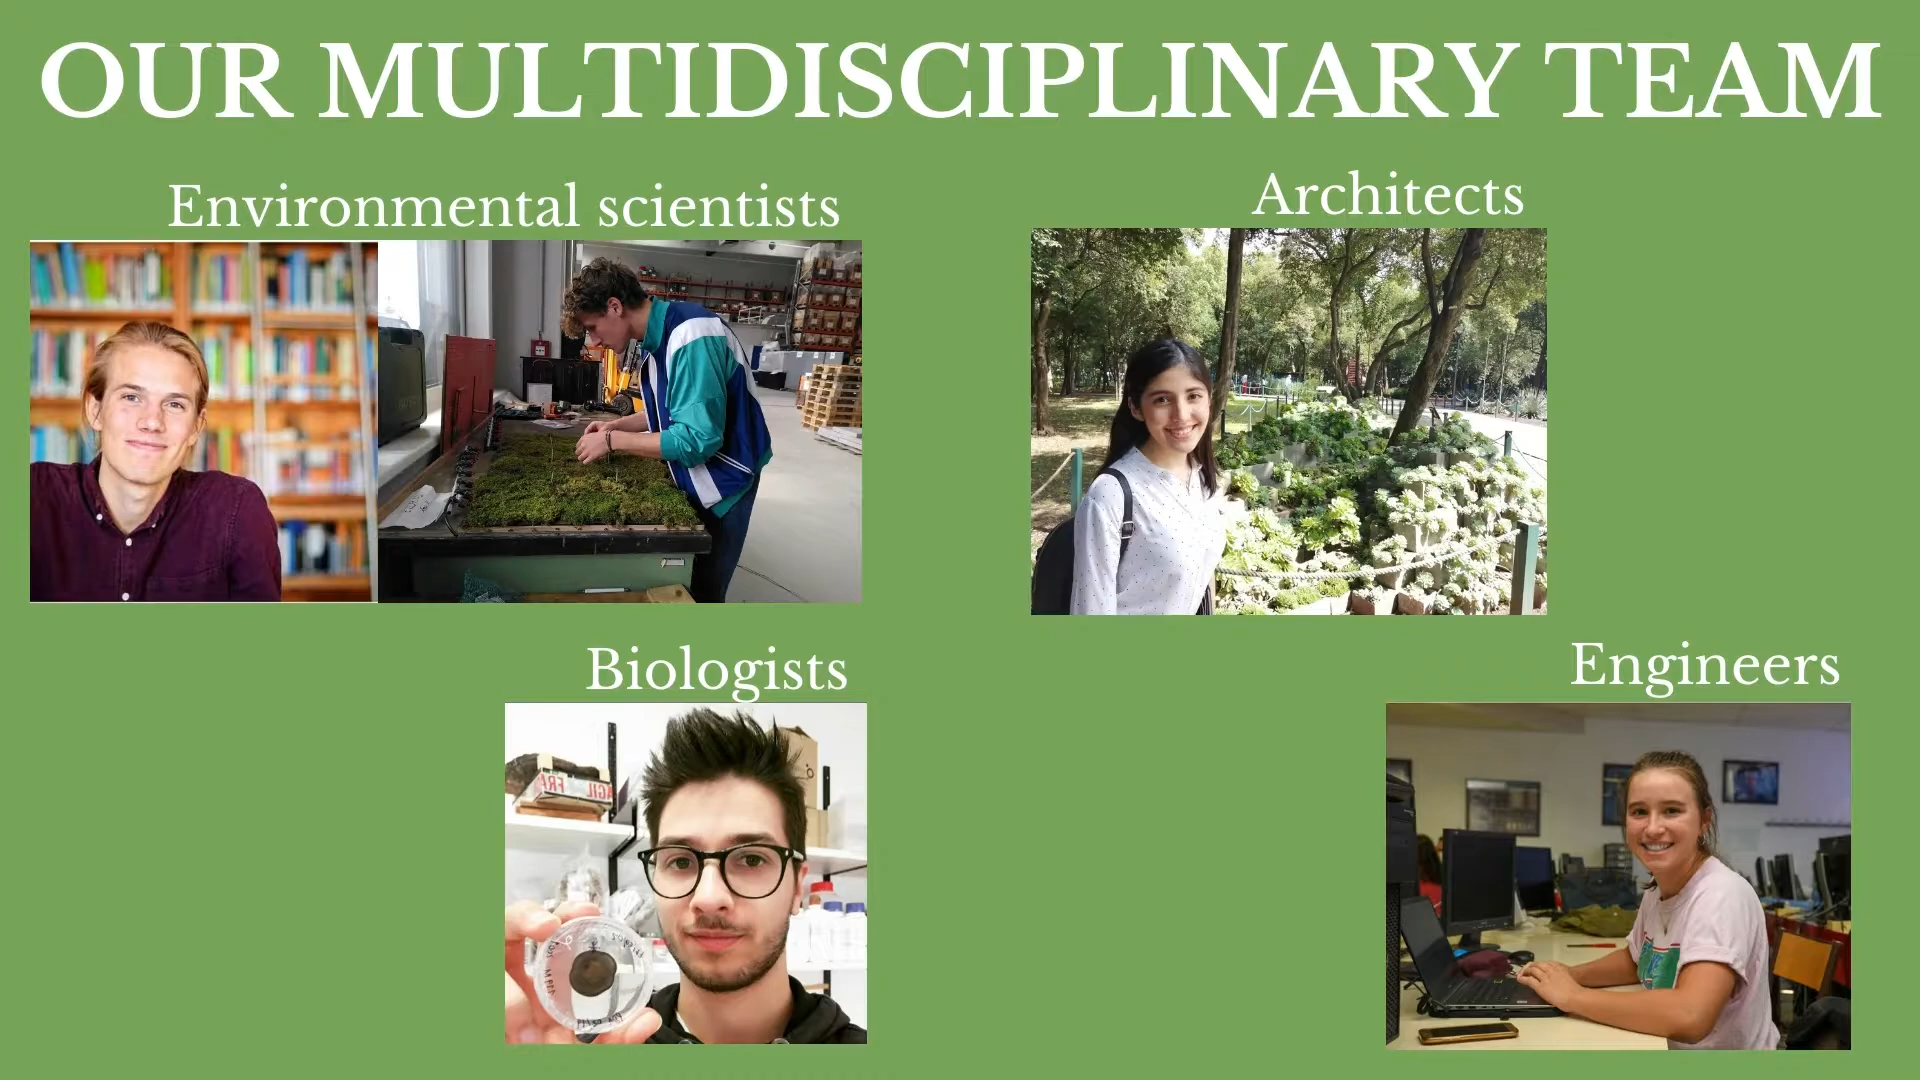 OUR MULTIDISCIPLINARY TEAM
Environmental scientists
Architects
Biologists
Engineers